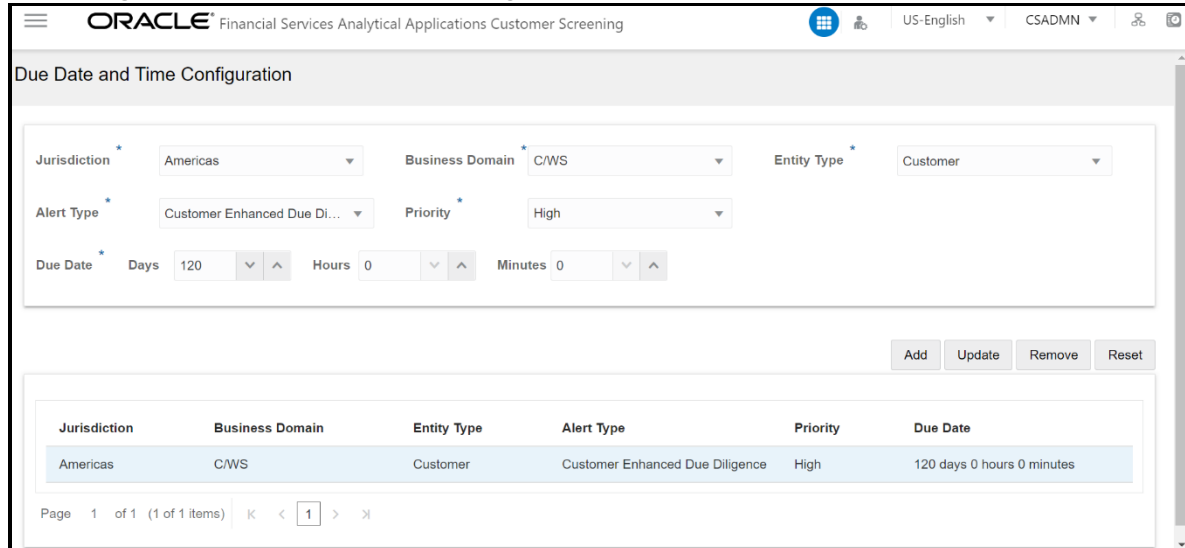 ORACLE® Financial Services Analytical Applications Customer Screening US-English CSADMN
Due Date and Time Configuration
Jurisdiction * Americas Business Domain * C/WS Entity Type * Customer
Alert Type * Customer Enhanced Due Di... Priority * High
Due Date * Days 120 Hours 0 Minutes 0
Add Update Remove Reset
Jurisdiction Business Domain Entity Type Alert Type Priority Due Date
Americas C/WS Customer Customer Enhanced Due Diligence High 120 days 0 hours 0 minutes
Page 1 of 1 (1 of 1 items) K < 1 > >|